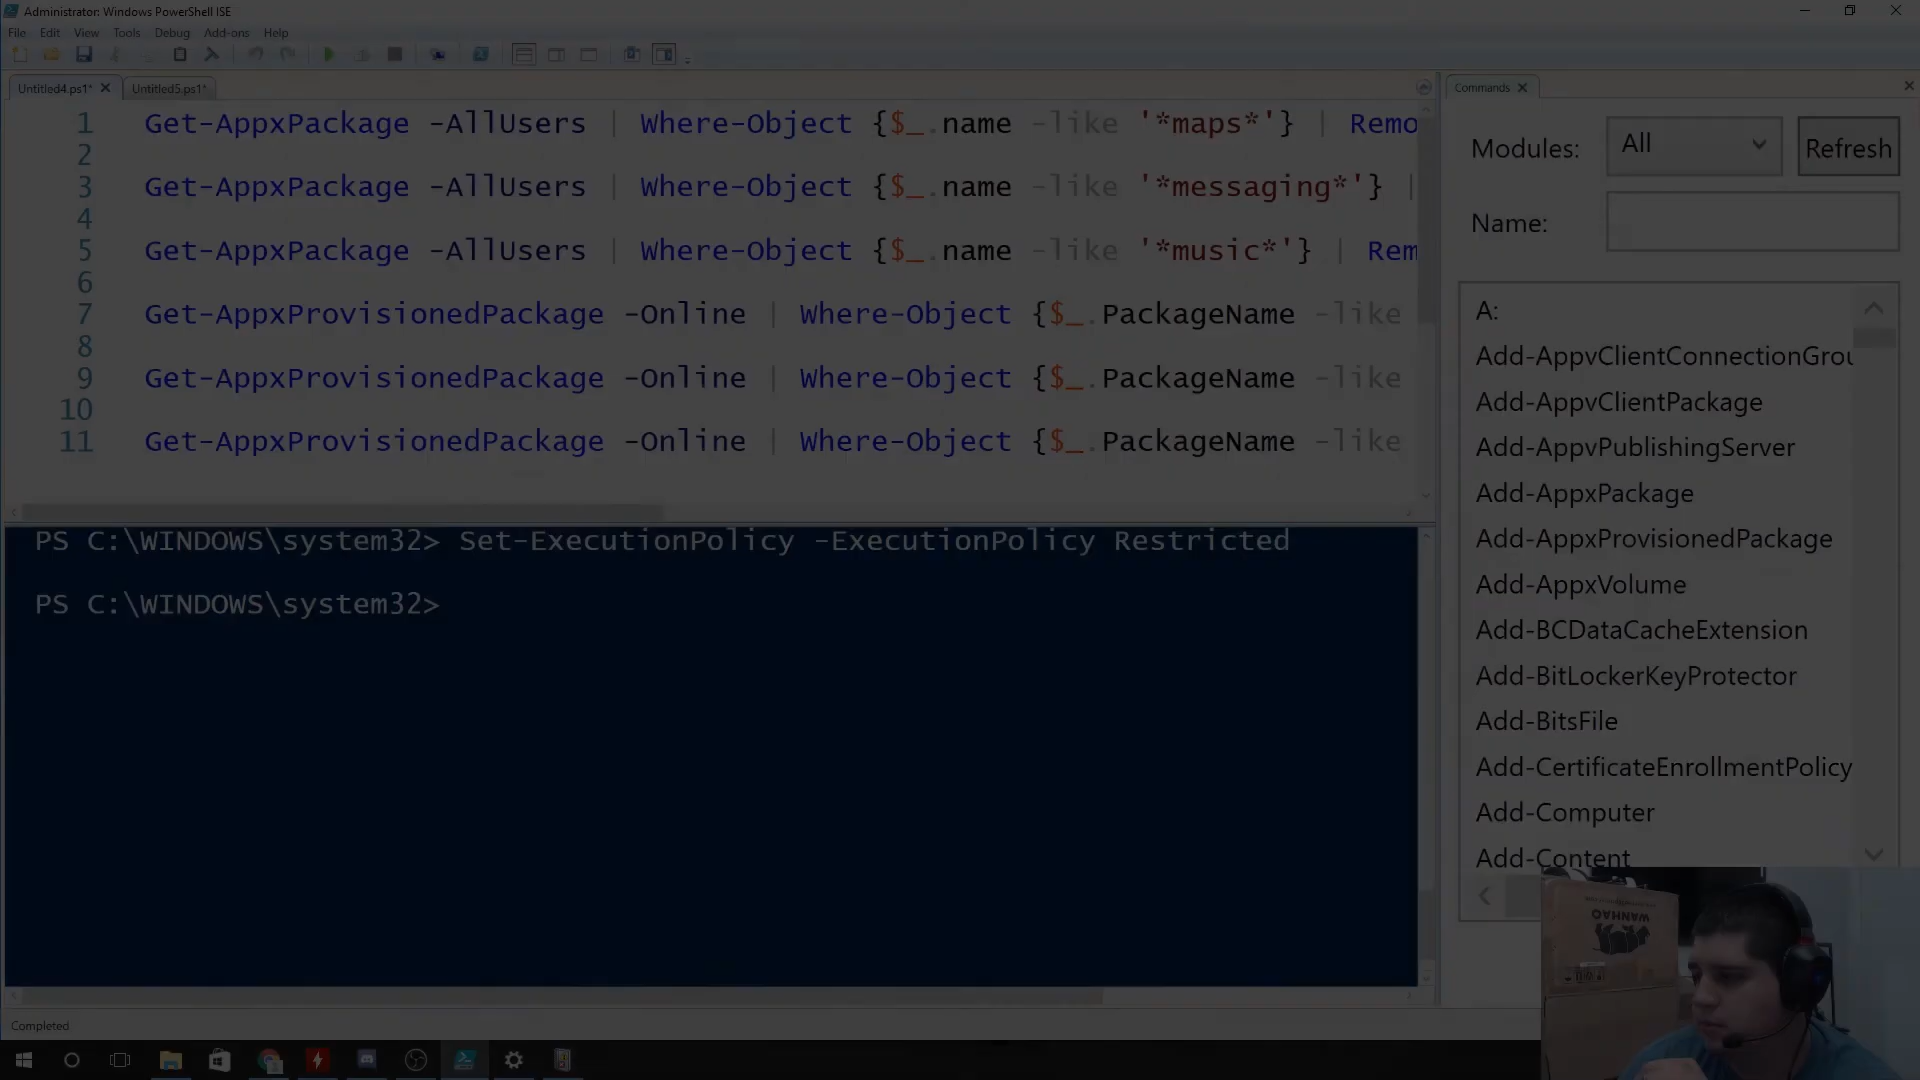 Administrator: Windows PowerShell ISE
File Edit View Tools Debug Add-ons Help
Untitled4.ps1* Untitled5.ps1*
1 Get-AppxPackage -AllUsers | Where-Object {$_.name -like '*maps*'} | Remo
2
3 Get-AppxPackage -AllUsers | Where-Object {$_.name -like '*messaging*'} |
4
5 Get-AppxPackage -AllUsers | Where-Object {$_.name -like '*music*'} | Rem
6
7 Get-AppxProvisionedPackage -Online | Where-Object {$_.PackageName -like
8
9 Get-AppxProvisionedPackage -Online | Where-Object {$_.PackageName -like
10
11 Get-AppxProvisionedPackage -Online | Where-Object {$_.PackageName -like
PS C:\WINDOWS\system32> Set-ExecutionPolicy -ExecutionPolicy Restricted
PS C:\WINDOWS\system32>
Completed
Commands
Modules: All Refresh
Name:
A:
Add-AppvClientConnectionGrou
Add-AppvClientPackage
Add-AppvPublishingServer
Add-AppxPackage
Add-AppxProvisionedPackage
Add-AppxVolume
Add-BCDataCacheExtension
Add-BitLockerKeyProtector
Add-BitsFile
Add-CertificateEnrollmentPolicy
Add-Computer
Add-Content
WANHAO